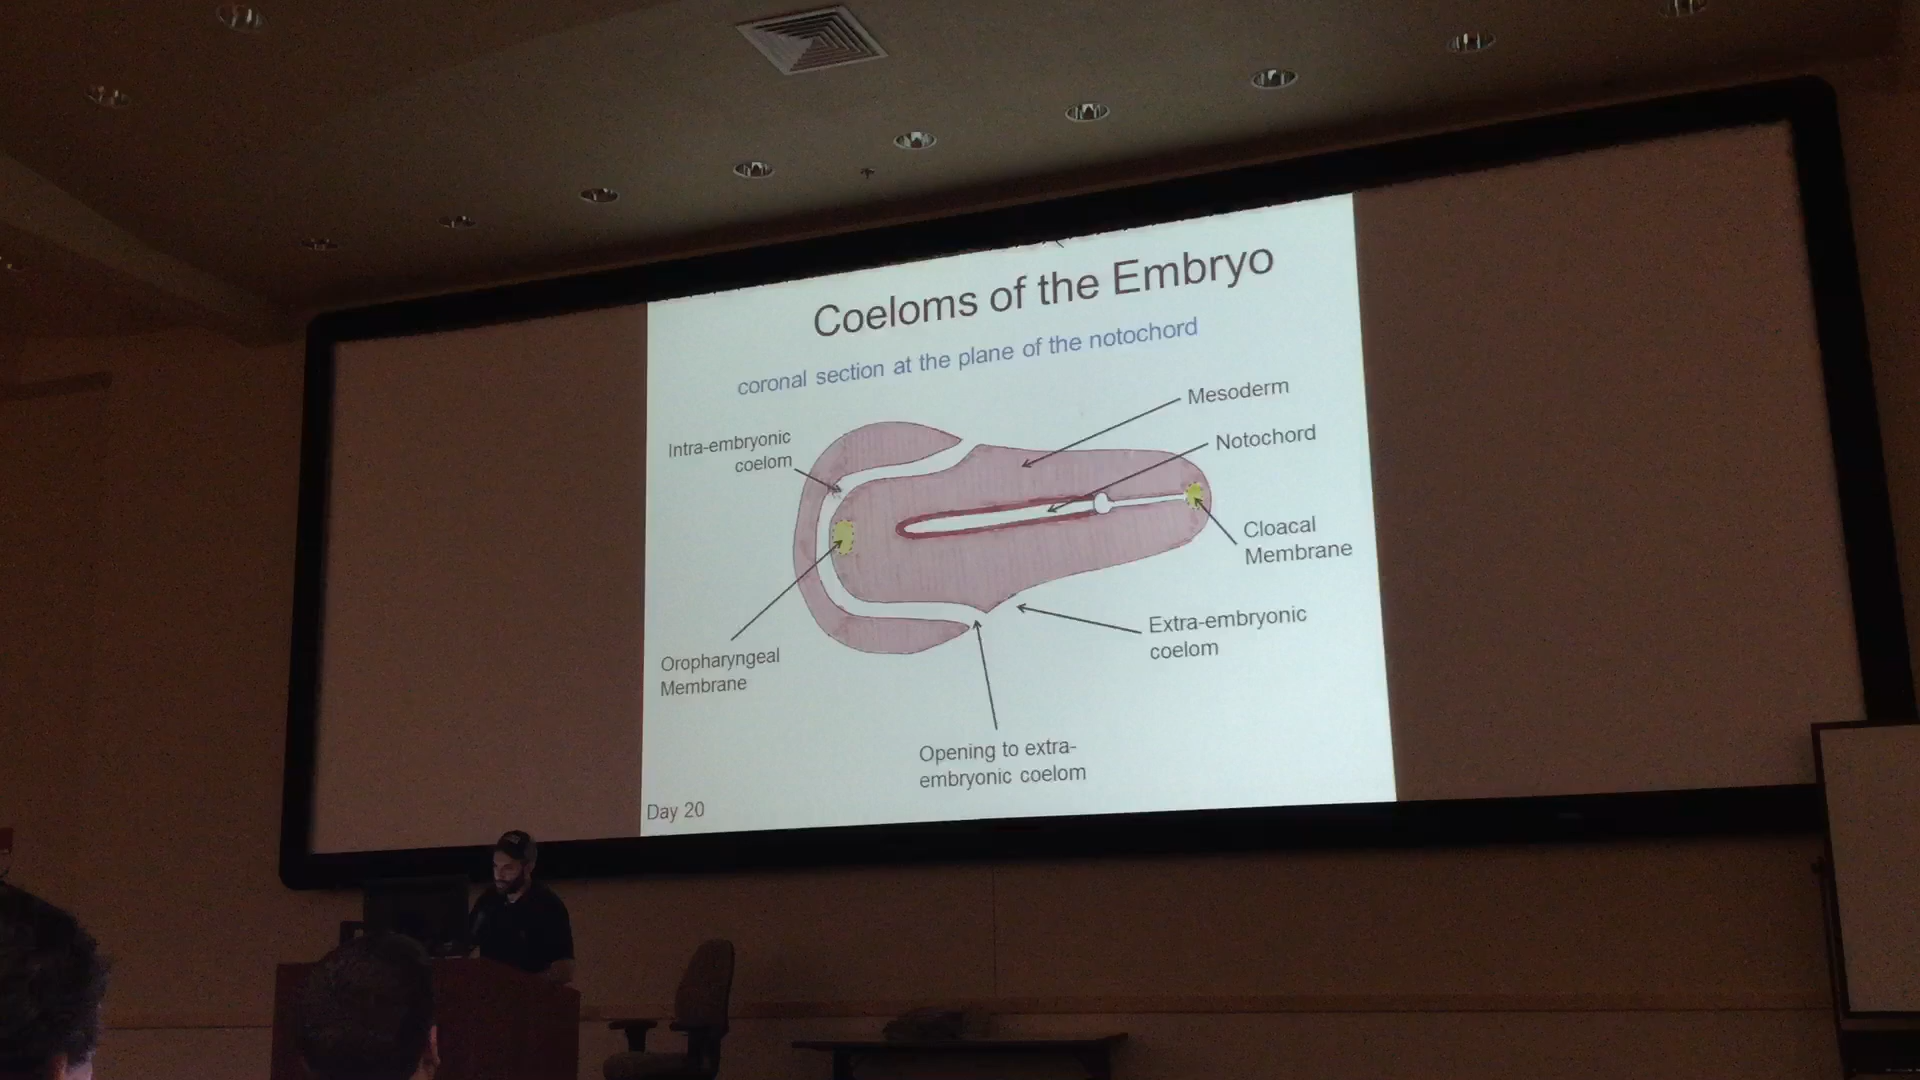 Coeloms of the Embryo
coronal section at the plane of the notochord
Mesoderm
Intra-embryonic
coelom
Notochord
Cloacal
Membrane
Extra-embryonic
coelom
Oropharyngeal
Membrane
Opening to extra-
embryonic coelom
Day 20